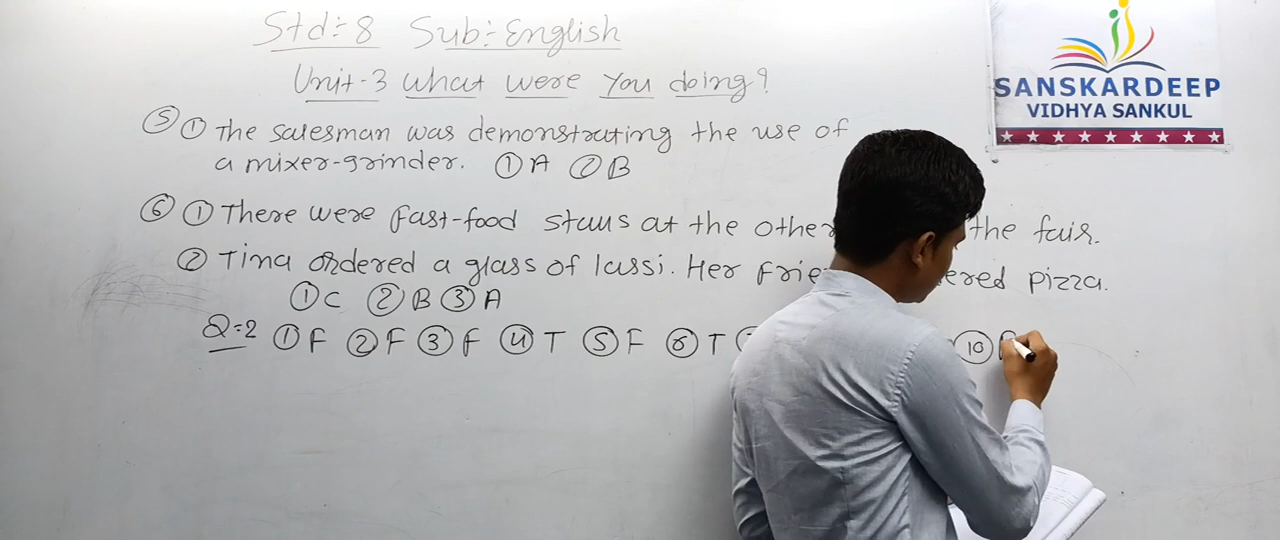 Std:-8 Sub:-English
Unit-3 What were You doing?
⑤ ① The salesman was demonstrating the use of
a mixer-grinder. ① A ② B
⑥ ① There were fast-food stalls at the other the fair.
② Tina ordered a glass of lassi. Her pizza.
① C ② B ③ A
Q-2 ① F ② F ③ F ④ T ⑤ F ⑥ T ⑩
SANSKARDEEP
VIDHYA SANKUL